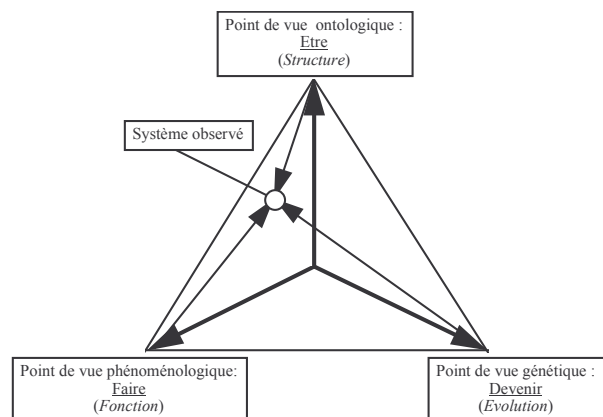 Point de vue ontologique :
Etre
(Structure)
Système observé
Point de vue phénoménologique:
Faire
(Fonction)
Point de vue génétique :
Devenir
(Evolution)